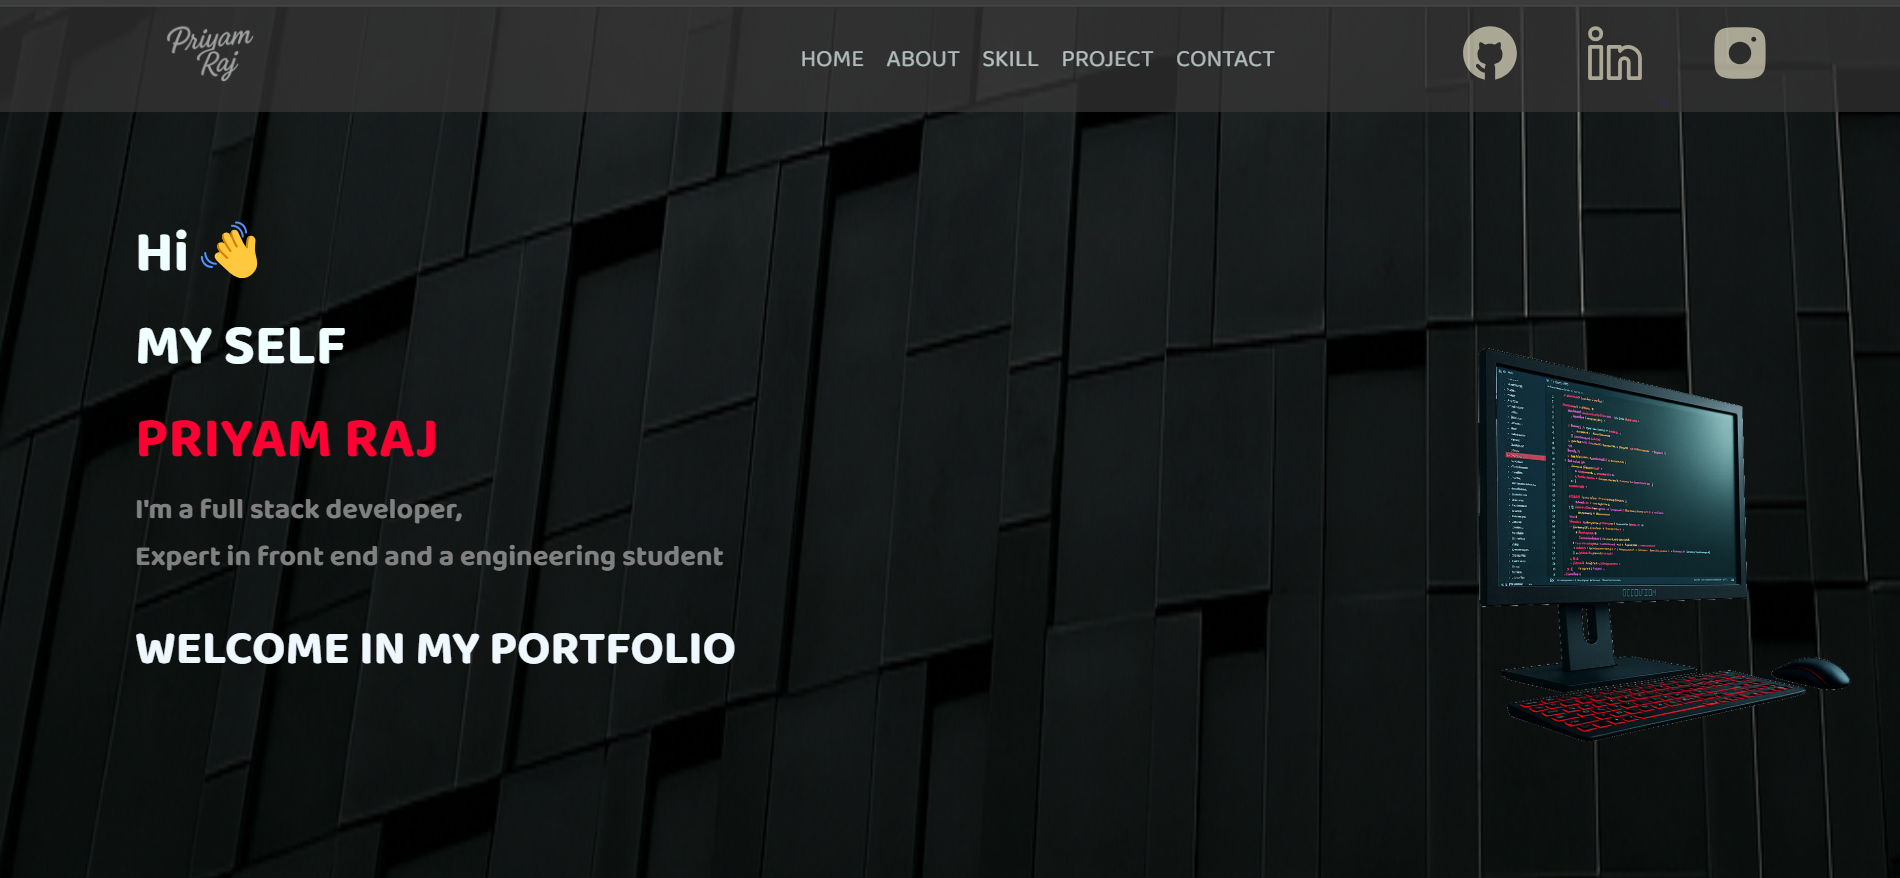 Priyam
Raj
HOME ABOUT SKILL PROJECT CONTACT
in
Hi 👋
MY SELF
PRIYAM RAJ
I'm a full stack developer,
Expert in front end and a engineering student
WELCOME IN MY PORTFOLIO